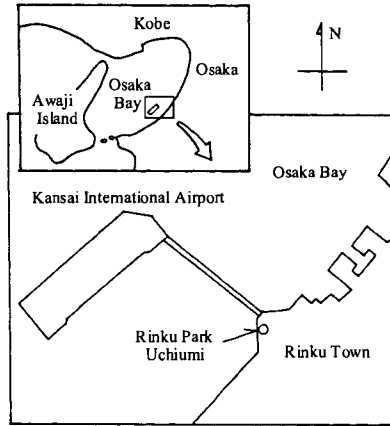 Kobe
N
Osaka
Osaka
Bay
Awaji
Island
Osaka Bay
Kansai International Airport
Rinku Park
Uchiumi
Rinku Town